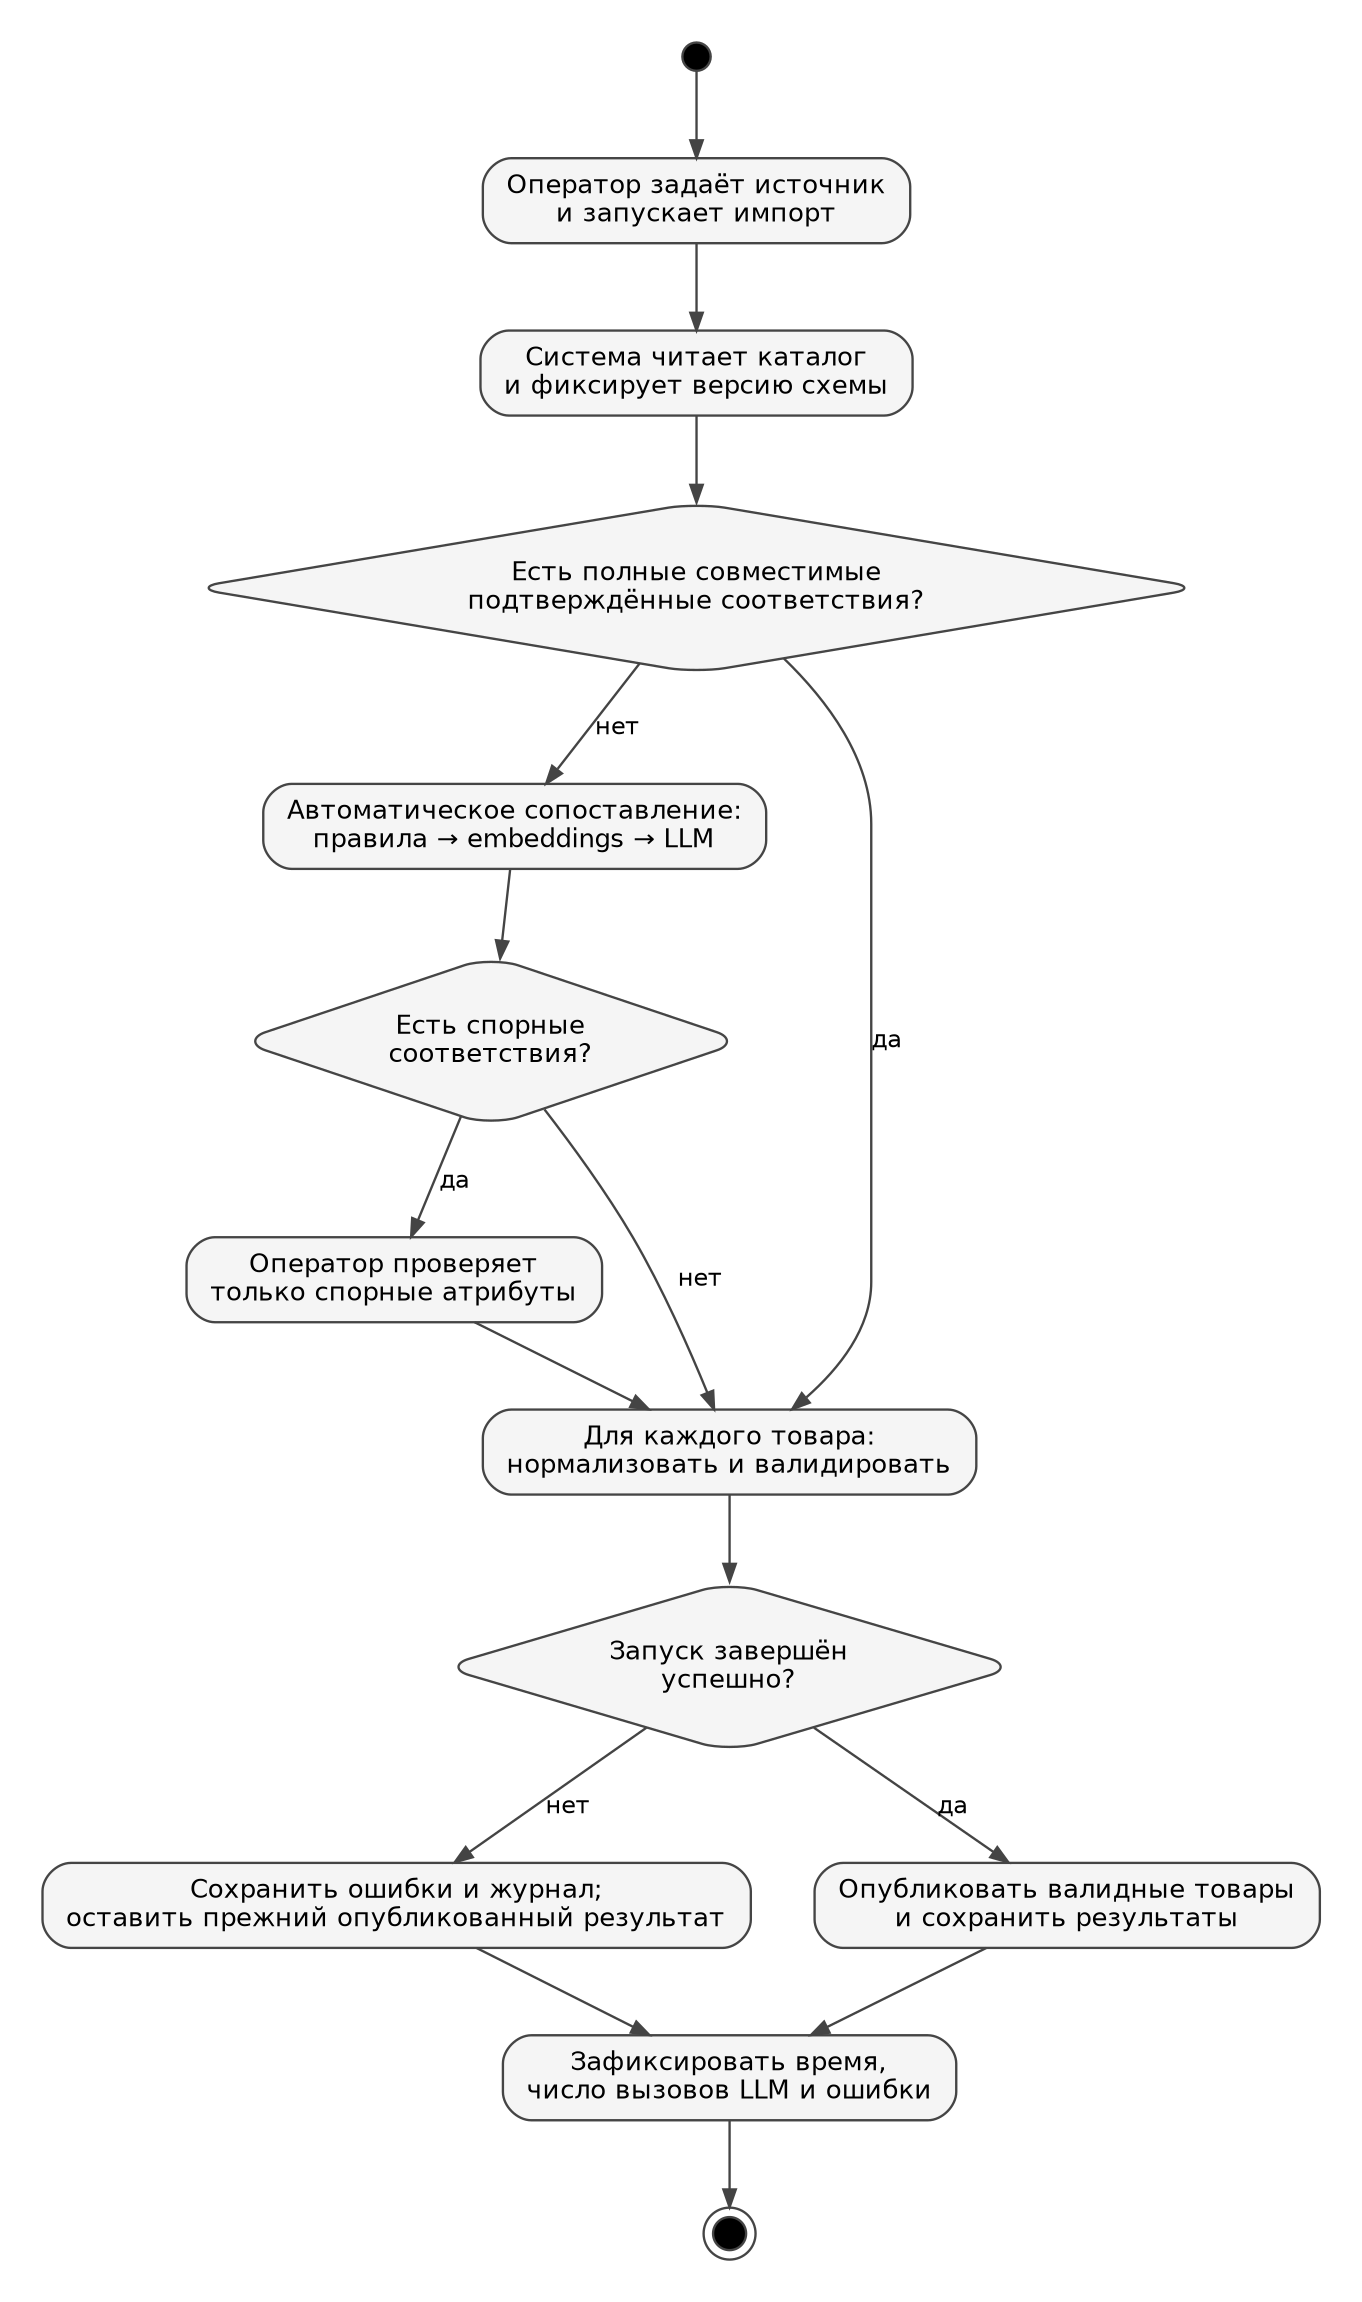 Оператор задаёт источник
и запускает импорт
Система читает каталог
и фиксирует версию схемы
Есть полные совместимые
подтверждённые соответствия?
нет
Автоматическое сопоставление:
правила → embeddings → LLM
Есть спорные
соответствия?
да
да
Оператор проверяет
только спорные атрибуты
нет
Для каждого товара:
нормализовать и валидировать
Запуск завершён
успешно?
нет
да
Сохранить ошибки и журнал;
оставить прежний опубликованный результат
Опубликовать валидные товары
и сохранить результаты
Зафиксировать время,
число вызовов LLM и ошибки